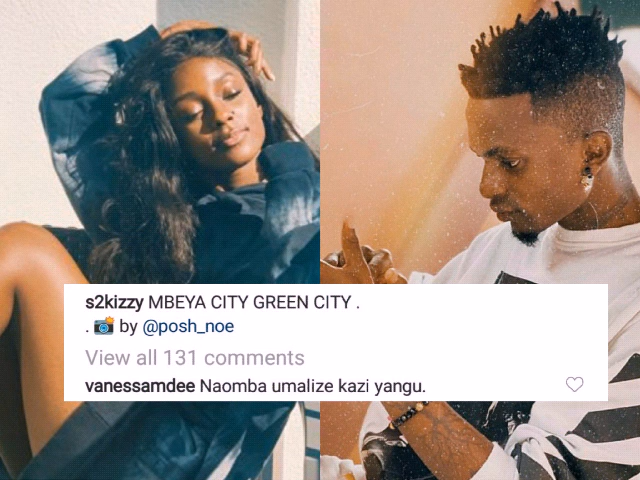 s2kizzy MBEYA CITY GREEN CITY .
. 📸 by @posh_noe
View all 131 comments
vanessamdee Naomba umalize kazi yangu.